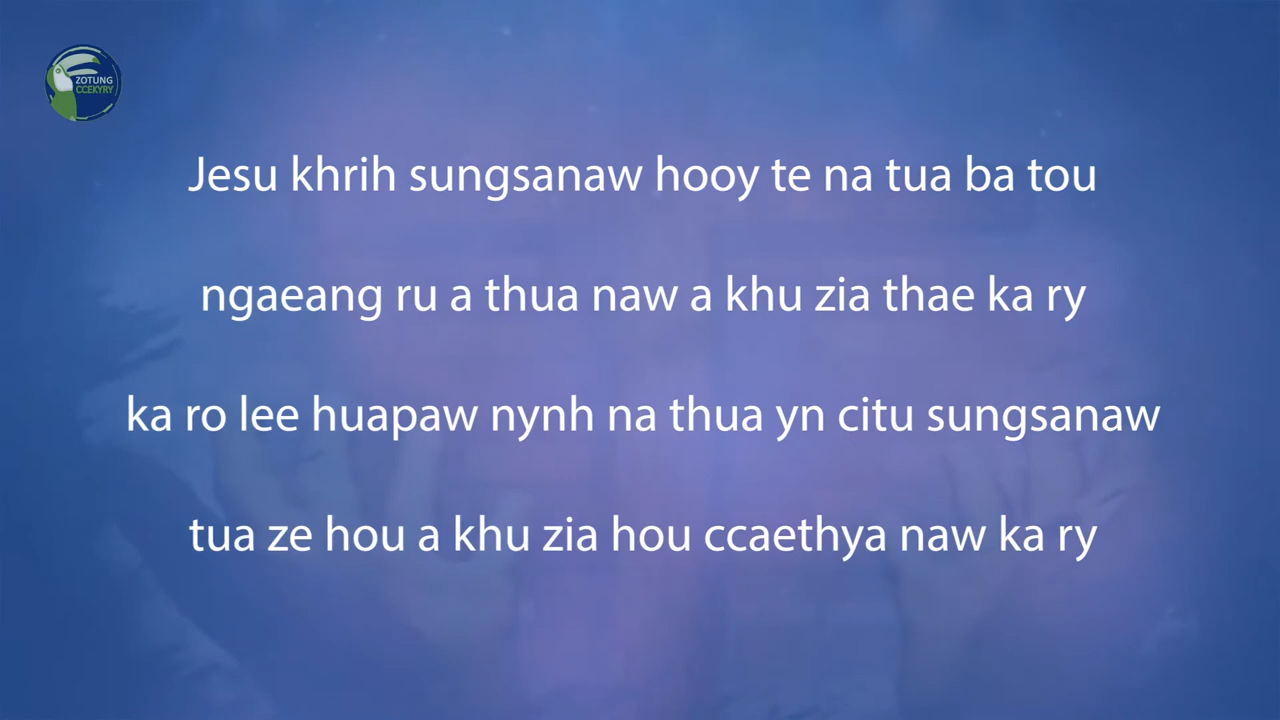 ZOTUNG
CCEKYRY
Jesu khrih sungsanaw hooy te na tua ba tou
ngaeang ru a thua naw a khu zia thae ka ry
ka ro lee huapaw nynh na thua yn citu sungsanaw
tua ze hou a khu zia hou ccaethya naw ka ry